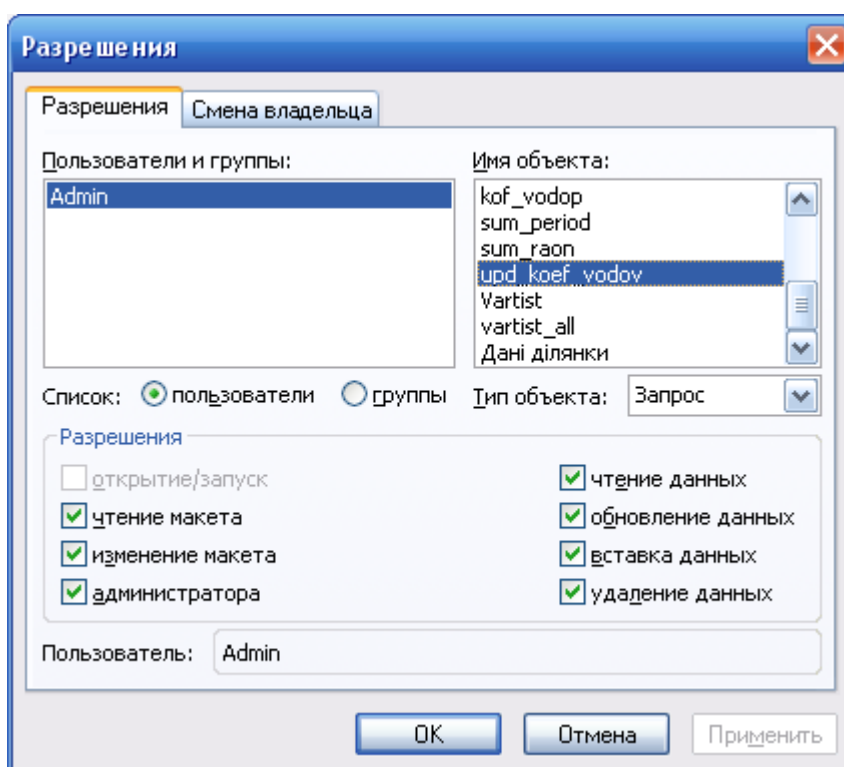 Разрешения
Разрешения Смена владельца
Пользователи и группы: Имя объекта:
Admin
kof_vodop
sum_period
sum_raon
upd_koef_vodov
Vartist
vartist_all
Дані ділянки
Список: пользователи группы Тип объекта: Запрос
Разрешения
открытие/запуск чтение данных
чтение макета обновление данных
изменение макета вставка данных
администратора удаление данных
Пользователь: Admin
OK Отмена Применить